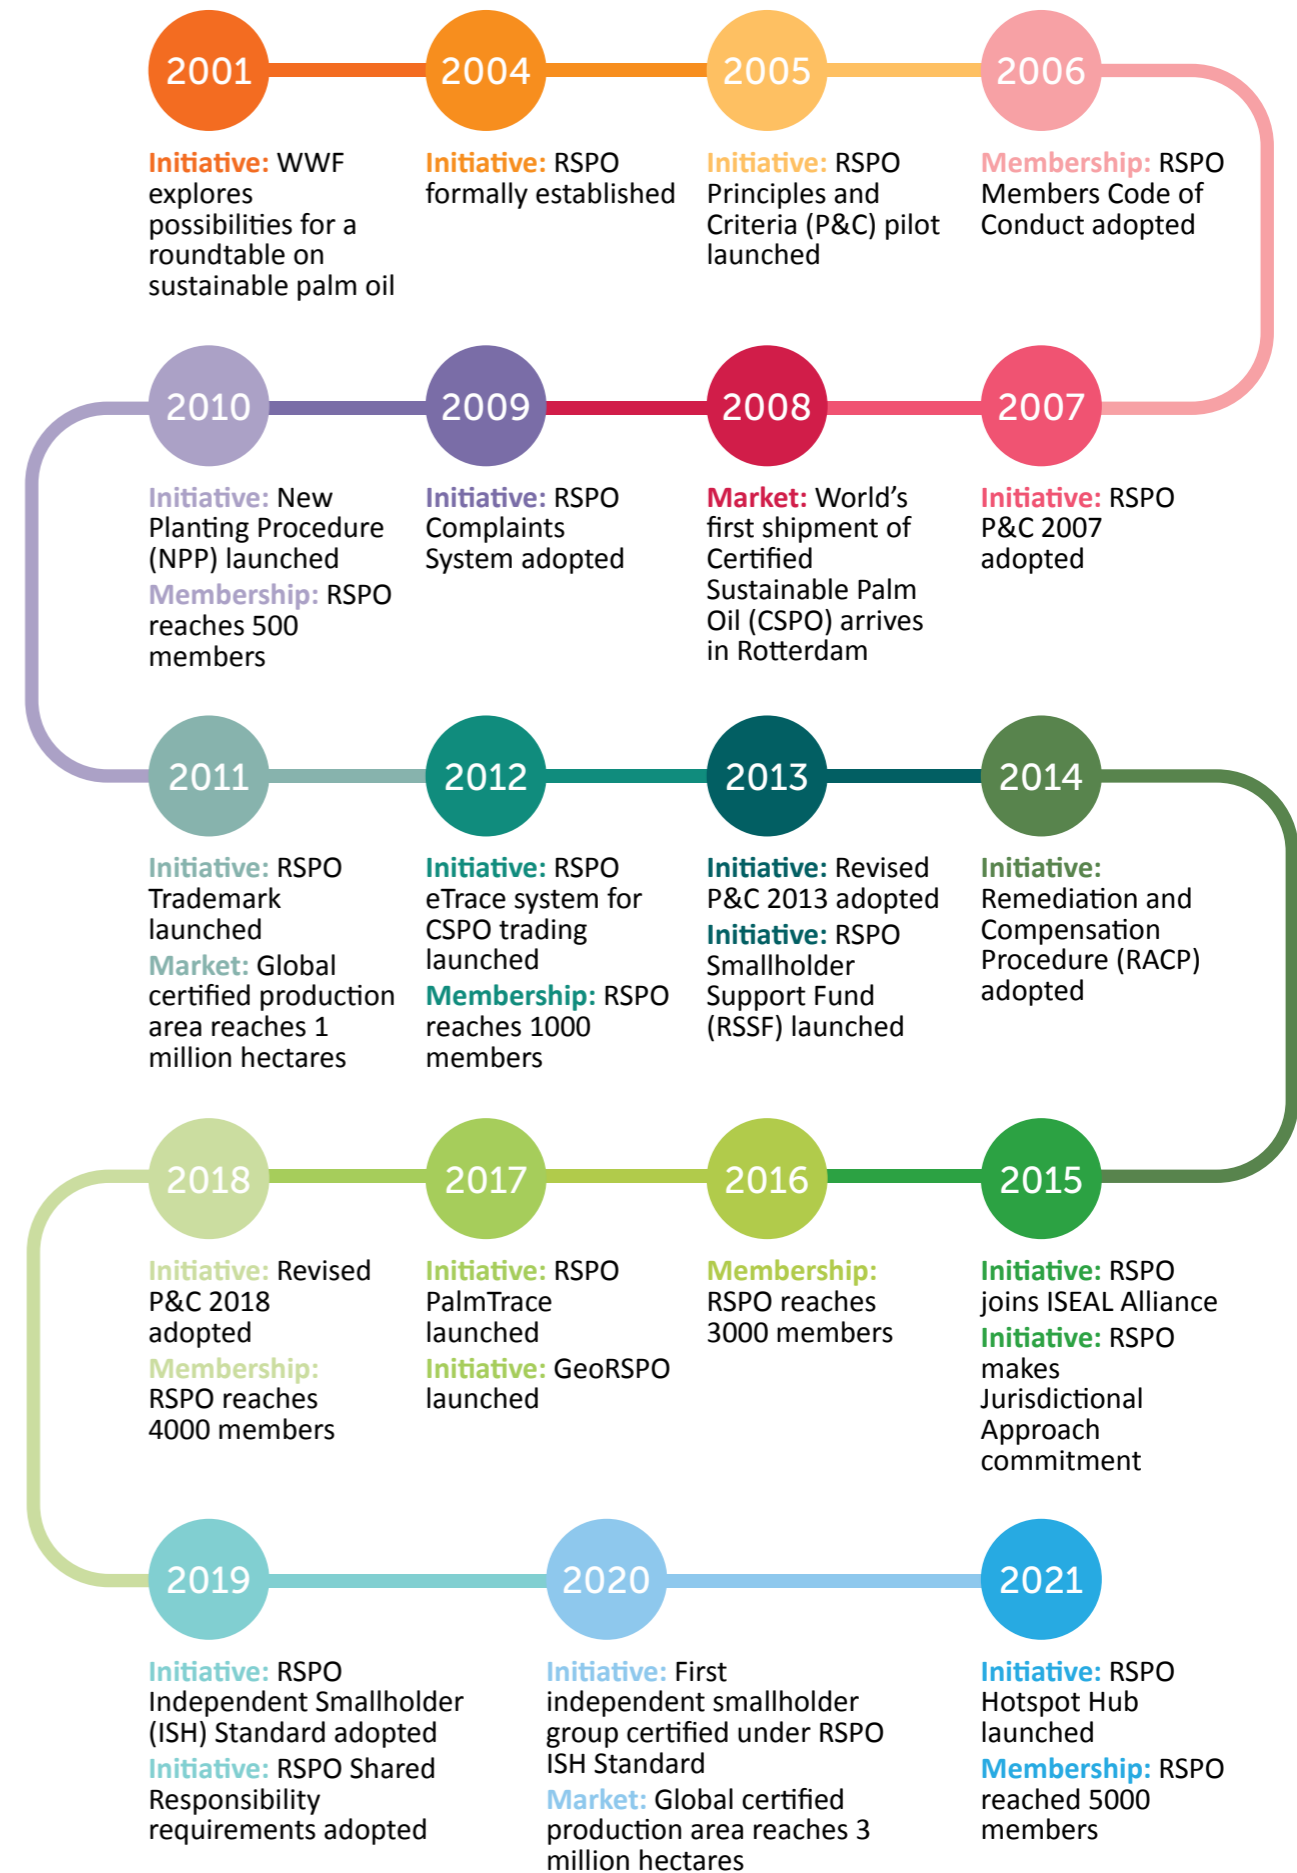 2001
Initiative: WWF
explores
possibilities for a
roundtable on
sustainable palm oil
2004
Initiative: RSPO
formally established
2005
Initiative: RSPO
Principles and
Criteria (P&C) pilot
launched
2006
Membership: RSPO
Members Code of
Conduct adopted
2007
Initiative: RSPO
P&C 2007
adopted
2008
Market: World’s
first shipment of
Certified
Sustainable Palm
Oil (CSPO) arrives
in Rotterdam
2009
Initiative: RSPO
Complaints
System adopted
2010
Initiative: New
Planting Procedure
(NPP) launched
Membership: RSPO
reaches 500
members
2011
Initiative: RSPO
Trademark
launched
Market: Global
certified production
area reaches 1
million hectares
2012
Initiative: RSPO
eTrace system for
CSPO trading
launched
Membership: RSPO
reaches 1000
members
2013
Initiative: Revised
P&C 2013 adopted
Initiative: RSPO
Smallholder
Support Fund
(RSSF) launched
2014
Initiative:
Remediation and
Compensation
Procedure (RACP)
adopted
2015
Initiative: RSPO
joins ISEAL Alliance
Initiative: RSPO
makes
Jurisdictional
Approach
commitment
2016
Membership:
RSPO reaches
3000 members
2017
Initiative: RSPO
PalmTrace
launched
Initiative: GeoRSPO
launched
2018
Initiative: Revised
P&C 2018
adopted
Membership:
RSPO reaches
4000 members
2019
Initiative: RSPO
Independent Smallholder
(ISH) Standard adopted
Initiative: RSPO Shared
Responsibility
requirements adopted
2020
Initiative: First
independent smallholder
group certified under RSPO
ISH Standard
Market: Global certified
production area reaches 3
million hectares
2021
Initiative: RSPO
Hotspot Hub
launched
Membership: RSPO
reached 5000
members